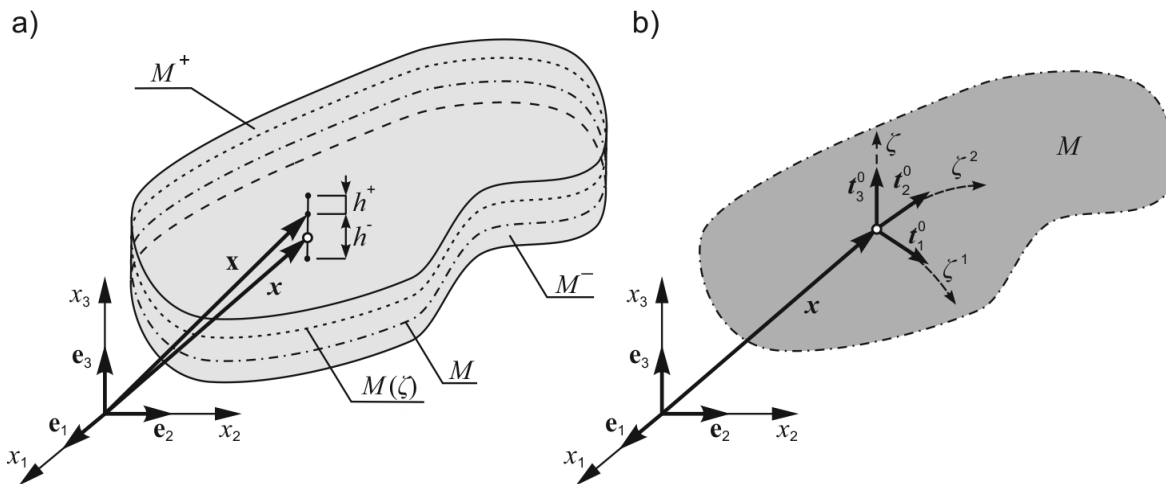 a)
M⁺
h⁺
h⁻
x
x
M⁻
x₃
e₃
M(ζ)
M
e₁
e₂
x₂
x₁
b)
ζ
M
t₃⁰
t₂⁰
ζ²
t₁⁰
ζ¹
x
x₃
e₃
e₁
e₂
x₂
x₁